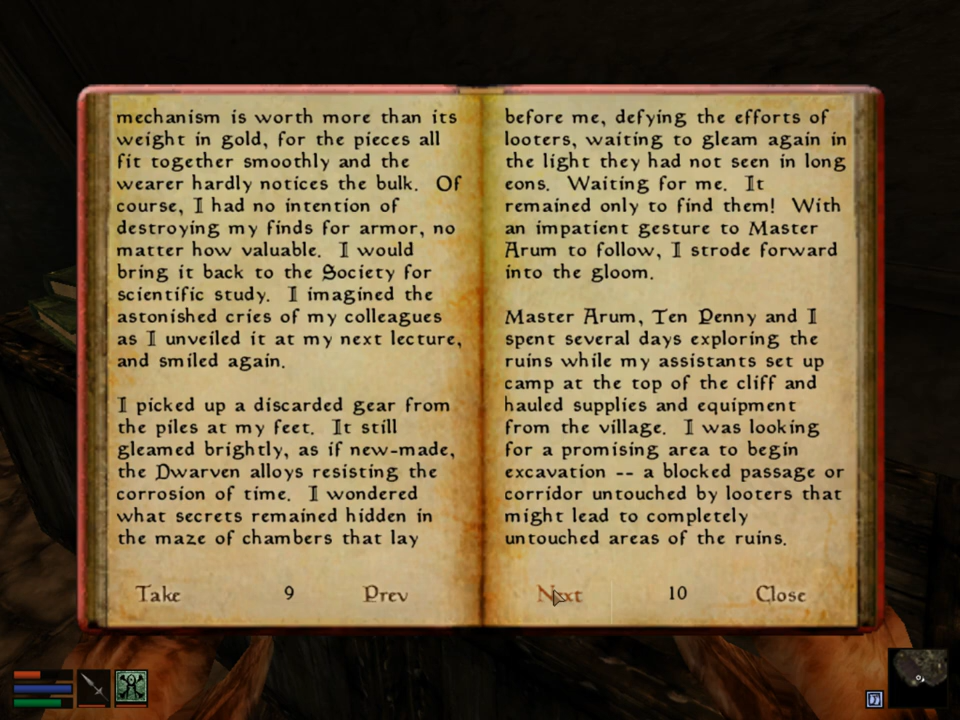 mechanism is worth more than its
weight in gold, for the pieces all
fit together smoothly and the
wearer hardly notices the bulk.  Of
course, I had no intention of
destroying my finds for armor, no
matter how valuable.  I would
bring it back to the Society for
scientific study.  I imagined the
astonished cries of my colleagues
as I unveiled it at my next lecture,
and smiled again.

I picked up a discarded gear from
the piles at my feet.  It still
gleamed brightly, as if new-made,
the Dwarven alloys resisting the
corrosion of time.  I wondered
what secrets remained hidden in
the maze of chambers that lay
Take 9 Prev
before me, defying the efforts of
looters, waiting to gleam again in
the light they had not seen in long
eons.  Waiting for me.  It
remained only to find them!  With
an impatient gesture to Master
Arum to follow, I strode forward
into the gloom.

Master Arum, Ten Penny and I
spent several days exploring the
ruins while my assistants set up
camp at the top of the cliff and
hauled supplies and equipment
from the village.  I was looking
for a promising area to begin
excavation -- a blocked passage or
corridor untouched by looters that
might lead to completely
untouched areas of the ruins.
Next 10 Close